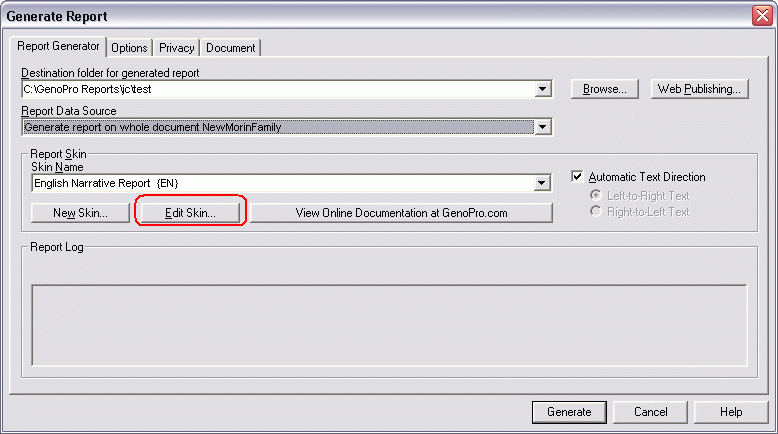 Generate Report
Report Generator Options Privacy Document
Destination folder for generated report
C:\GenoPro Reports\jc\test Browse... Web Publishing...
Report Data Source
Generate report on whole document NewMorinFamily
Report Skin
Skin Name
English Narrative Report {EN} Automatic Text Direction
Left-to-Right Text
New Skin... Edit Skin... View Online Documentation at GenoPro.com Right-to-Left Text
Report Log
Generate Cancel Help